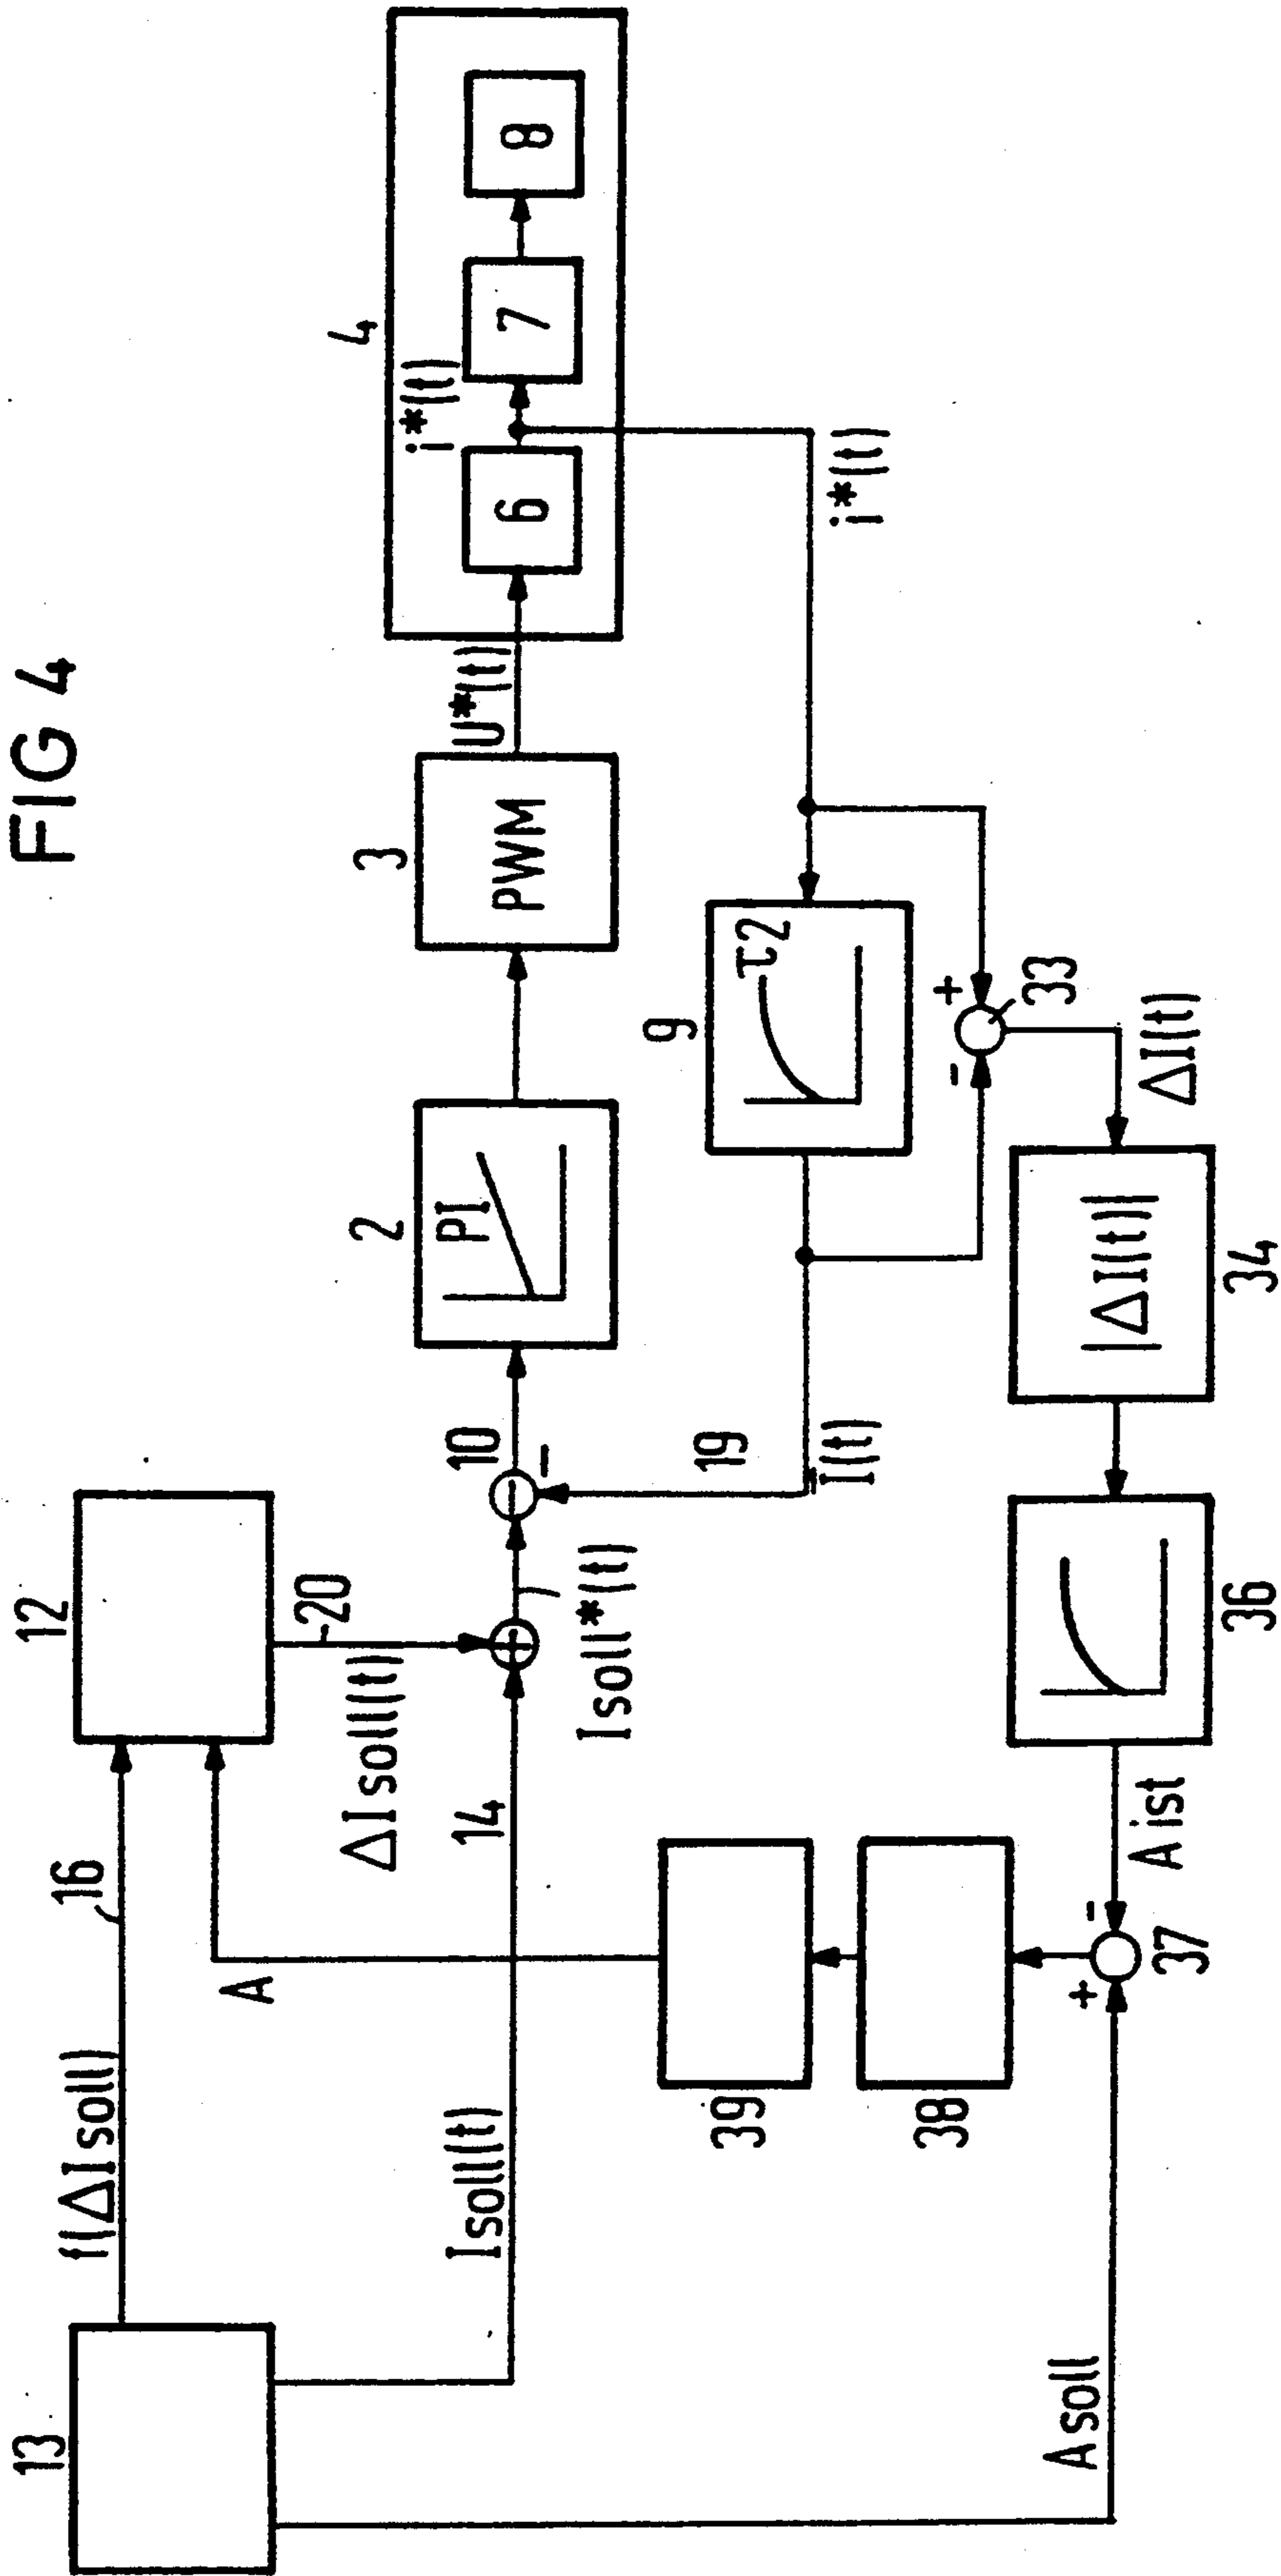 FIG 4
13
f(ΔIsoll)
16
12
Isoll(t)
14
ΔIsoll(t)
20
Isoll*(t)
10
2
PI
3
PWM
U*(t)
4
6
i*(t)
7
8
i*(t)
9
τ2
19
I(t)
+
-
33
ΔI(t)
|ΔI(t)|
34
36
A ist
-
+
37
38
39
A
A soll
-